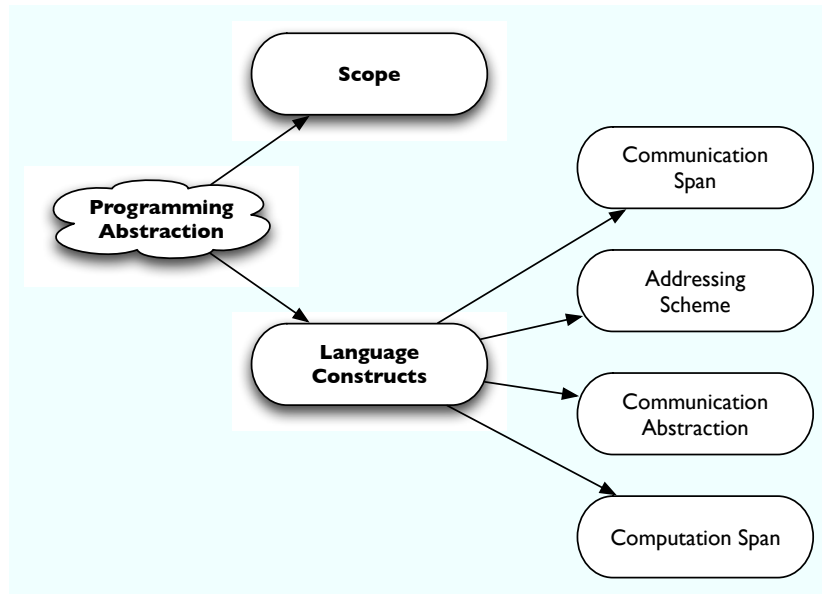 Scope
Programming
Abstraction
Language
Constructs
Communication
Span
Addressing
Scheme
Communication
Abstraction
Computation Span